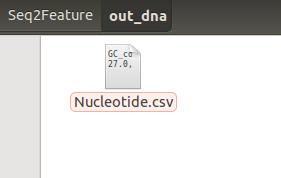 Seq2Feature out_dna
GC_co
27.0,
Nucleotide.csv